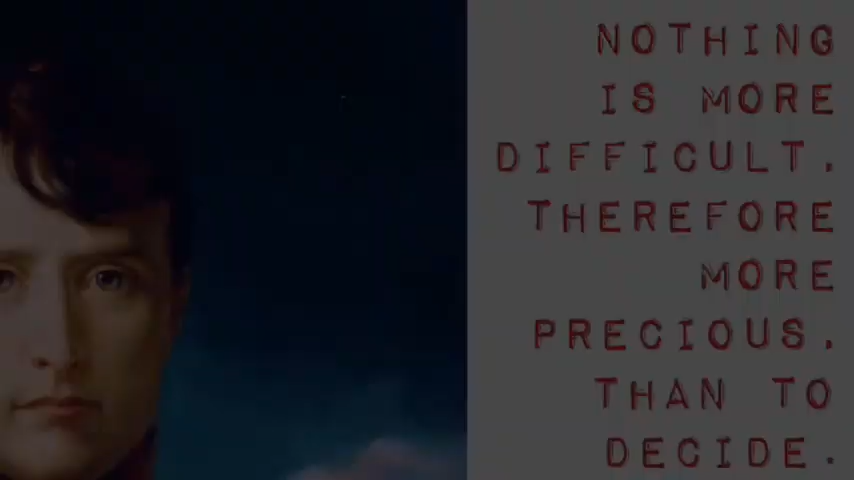 NOTHING
IS MORE
DIFFICULT,
THEREFORE
MORE
PRECIOUS,
THAN TO
DECIDE.